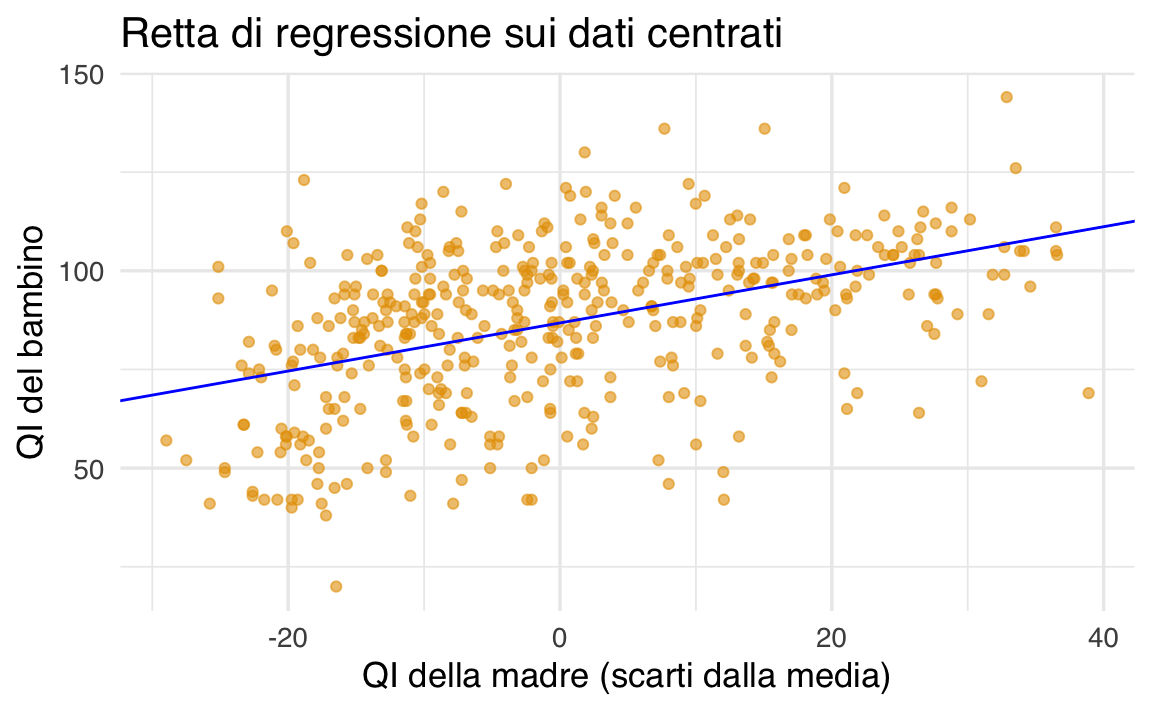 Retta di regressione sui dati centrati
150
100
50
QI del bambino
-20
0
20
40
QI della madre (scarti dalla media)